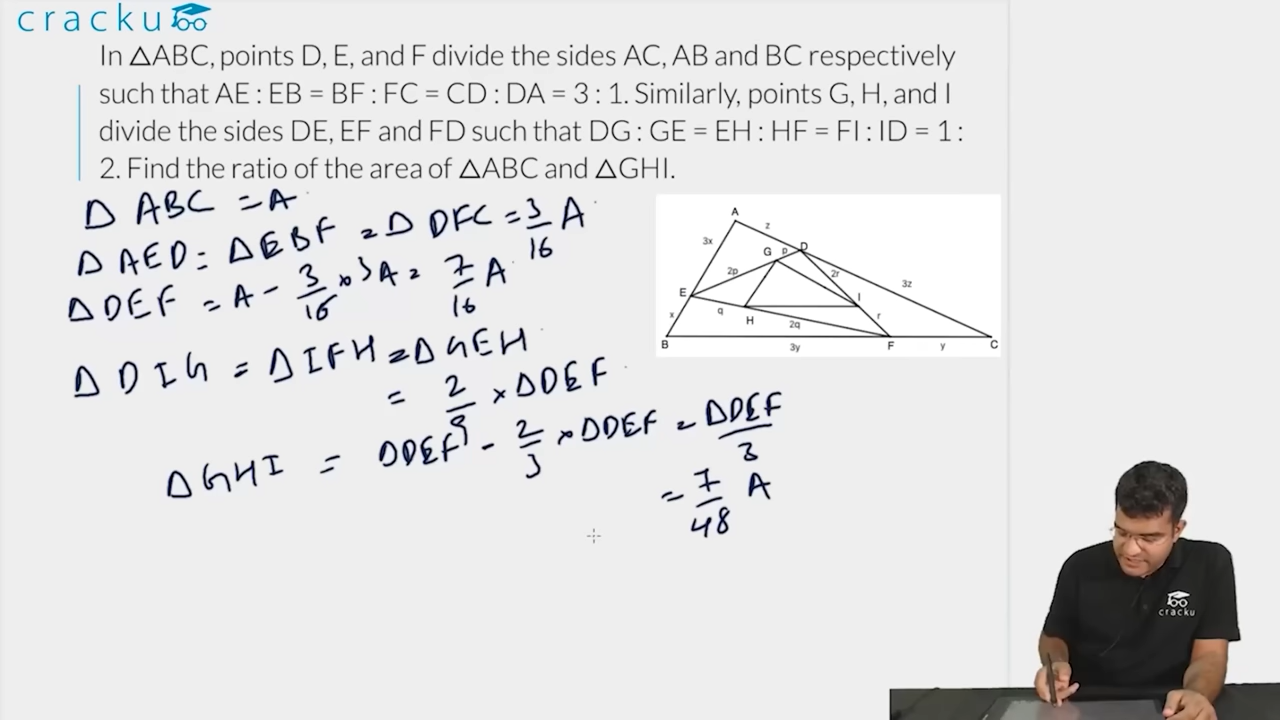 cracku
In △ABC, points D, E, and F divide the sides AC, AB and BC respectively
such that AE : EB = BF : FC = CD : DA = 3 : 1. Similarly, points G, H, and I
divide the sides DE, EF and FD such that DG : GE = EH : HF = FI : ID = 1 :
2. Find the ratio of the area of △ABC and △GHI.
△ ABC = A
△ AED = △EBF = △ DFC = 3/16 A
△ DEF = A - 3/16 × 3A = 7/16 A
△ DIG = △IFH = △GEH
= 2/9 × △DEF
△GHI = △DEF - 2/3 × △DEF = △DEF/3
= 7/48 A
A
z
3x
G
p
D
2p
2r
3z
E
I
x
q
H
2q
r
B
3y
F
y
C
cracku